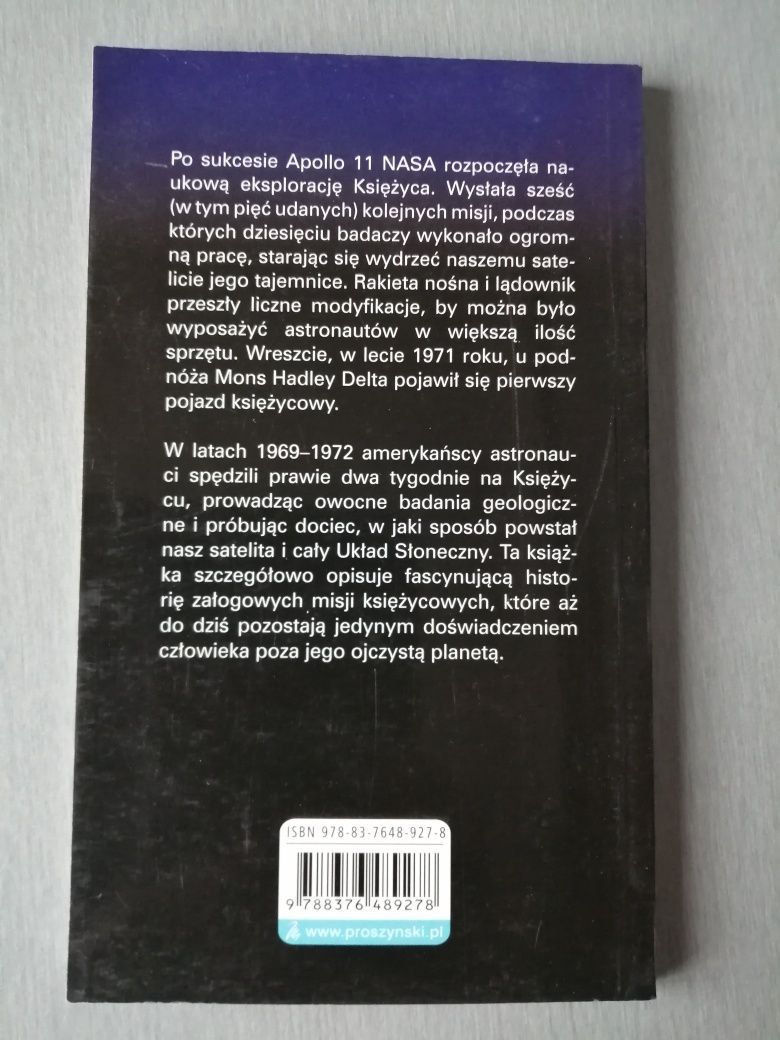 Po sukcesie Apollo 11 NASA rozpoczęła na-
ukową eksplorację Księżyca. Wysłała sześć
(w tym pięć udanych) kolejnych misji, podczas
których dziesięciu badaczy wykonało ogrom-
ną pracę, starając się wydrzeć naszemu sate-
licie jego tajemnice. Rakieta nośna i lądownik
przeszły liczne modyfikacje, by można było
wyposażyć astronautów w większą ilość
sprzętu. Wreszcie, w lecie 1971 roku, u pod-
nóża Mons Hadley Delta pojawił się pierwszy
pojazd księżycowy.
W latach 1969–1972 amerykańscy astronau-
ci spędzili prawie dwa tygodnie na Księży-
cu, prowadząc owocne badania geologicz-
ne i próbując dociec, w jaki sposób powstał
nasz satelita i cały Układ Słoneczny. Ta książ-
ka szczegółowo opisuje fascynującą histo-
rię załogowych misji księżycowych, które aż
do dziś pozostają jedynym doświadczeniem
człowieka poza jego ojczystą planetą.
ISBN 978-83-7648-927-8
9 788376 489278
www.proszynski.pl